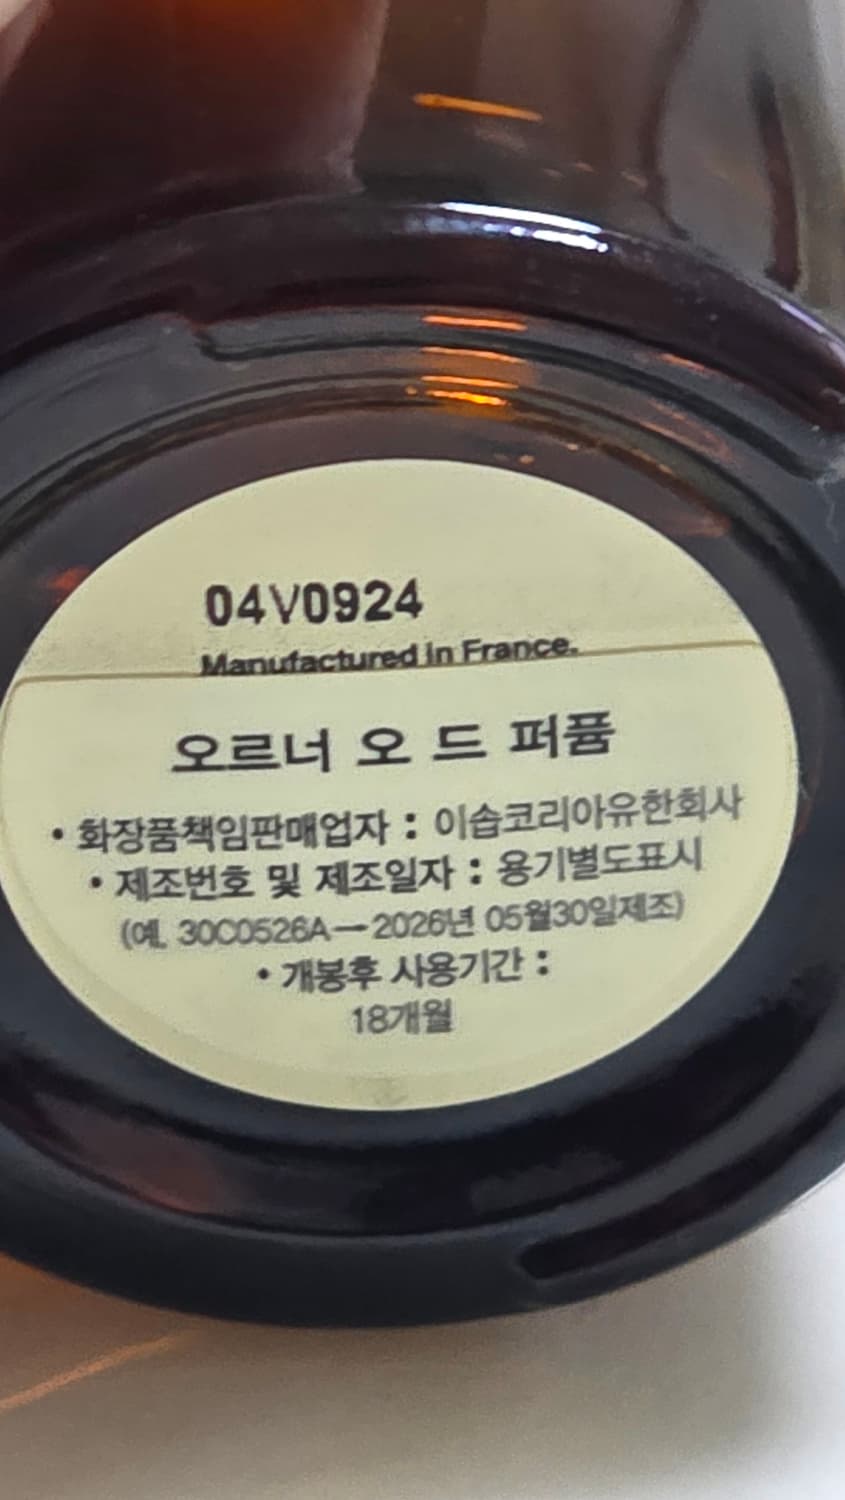 04V0924
Manufactured in France.
오르너 오 드 퍼퓸
• 화장품책임판매업자 : 이솝코리아유한회사
• 제조번호 및 제조일자 : 용기별도표시
(예. 30C0526A—2026년 05월30일제조)
• 개봉후 사용기간 :
18개월